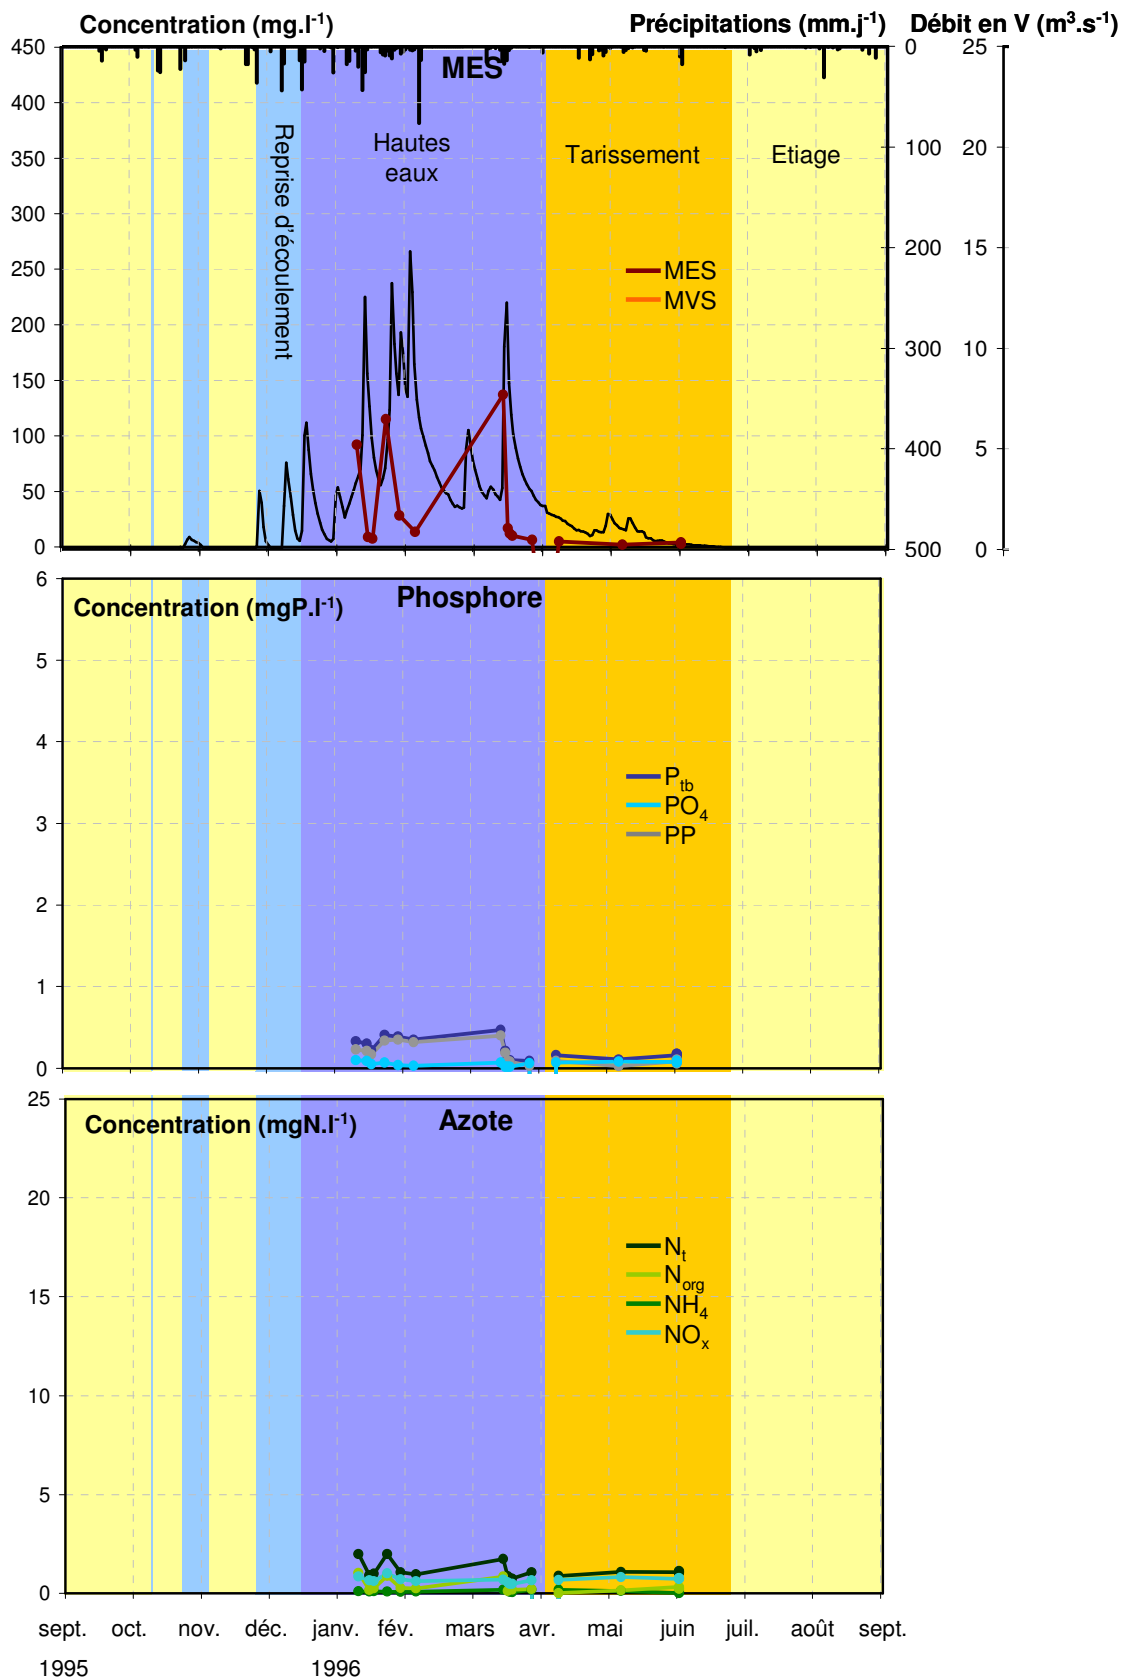 Concentration (mg.l⁻¹) Précipitations (mm.j⁻¹) Débit en V (m³.s⁻¹)
450 0 25
MES
400
Reprise d'écoulement
Hautes
eaux
350 Tarissement Etiage 100 20
300
200 15
250 MES
MVS
200
300 10
150
100
400 5
50
0 500 0
6
Concentration (mgP.l⁻¹) Phosphore
5
4
P_tb
PO₄
3 PP
2
1
0
25
Concentration (mgN.l⁻¹) Azote
20
N_t
N_org
NH₄
15 NO_x
10
5
0
sept. oct. nov. déc. janv. fév. mars avr. mai juin juil. août sept.
1995 1996